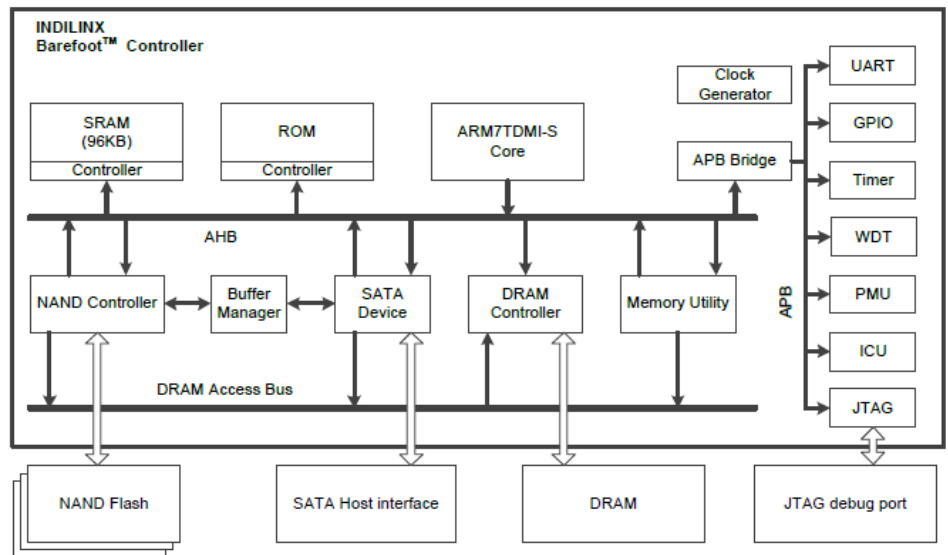 INDILINX
Barefoot™ Controller
SRAM
(96KB)
Controller
ROM
Controller
ARM7TDMI-S
Core
Clock
Generator
APB Bridge
UART
GPIO
Timer
WDT
PMU
ICU
JTAG
APB
AHB
NAND Controller
Buffer
Manager
SATA
Device
DRAM
Controller
Memory Utility
DRAM Access Bus
NAND Flash
SATA Host interface
DRAM
JTAG debug port